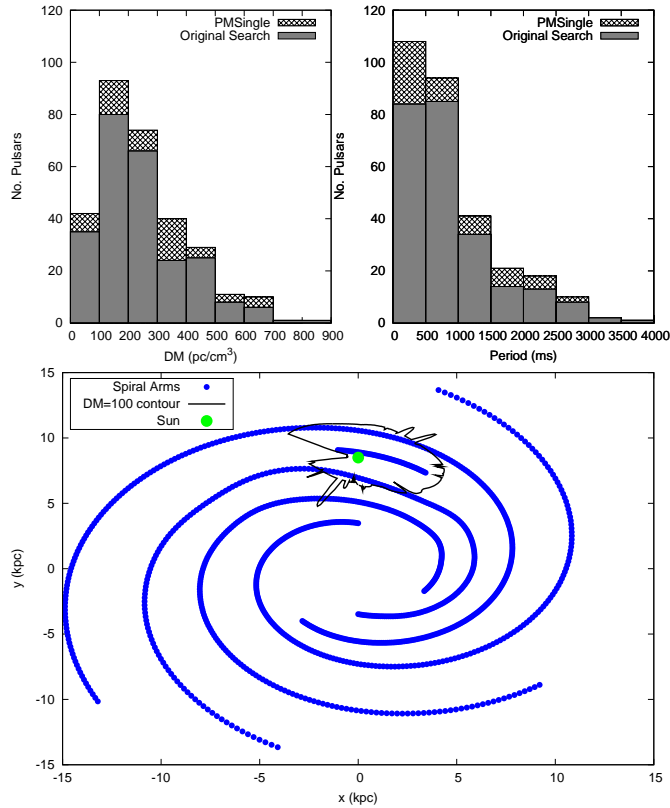 120
100
80
60
40
20
0
No. Pulsars
PMSingle
Original Search
0 100 200 300 400 500 600 700 800 900
DM (pc/cm³)
120
100
80
60
40
20
0
No. Pulsars
PMSingle
Original Search
0 500 1000 1500 2000 2500 3000 3500 4000
Period (ms)
15
10
5
0
-5
-10
-15
y (kpc)
Spiral Arms
DM=100 contour
Sun
-15 -10 -5 0 5 10 15
x (kpc)